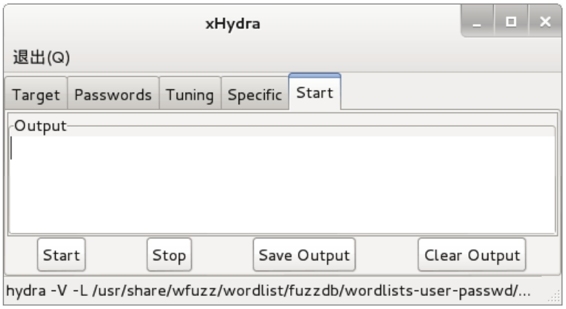 xHydra
退出(Q)
Target Passwords Tuning Specific Start
Output
Start Stop Save Output Clear Output
hydra -V -L /usr/share/wfuzz/wordlist/fuzzdb/wordlists-user-passwd/...